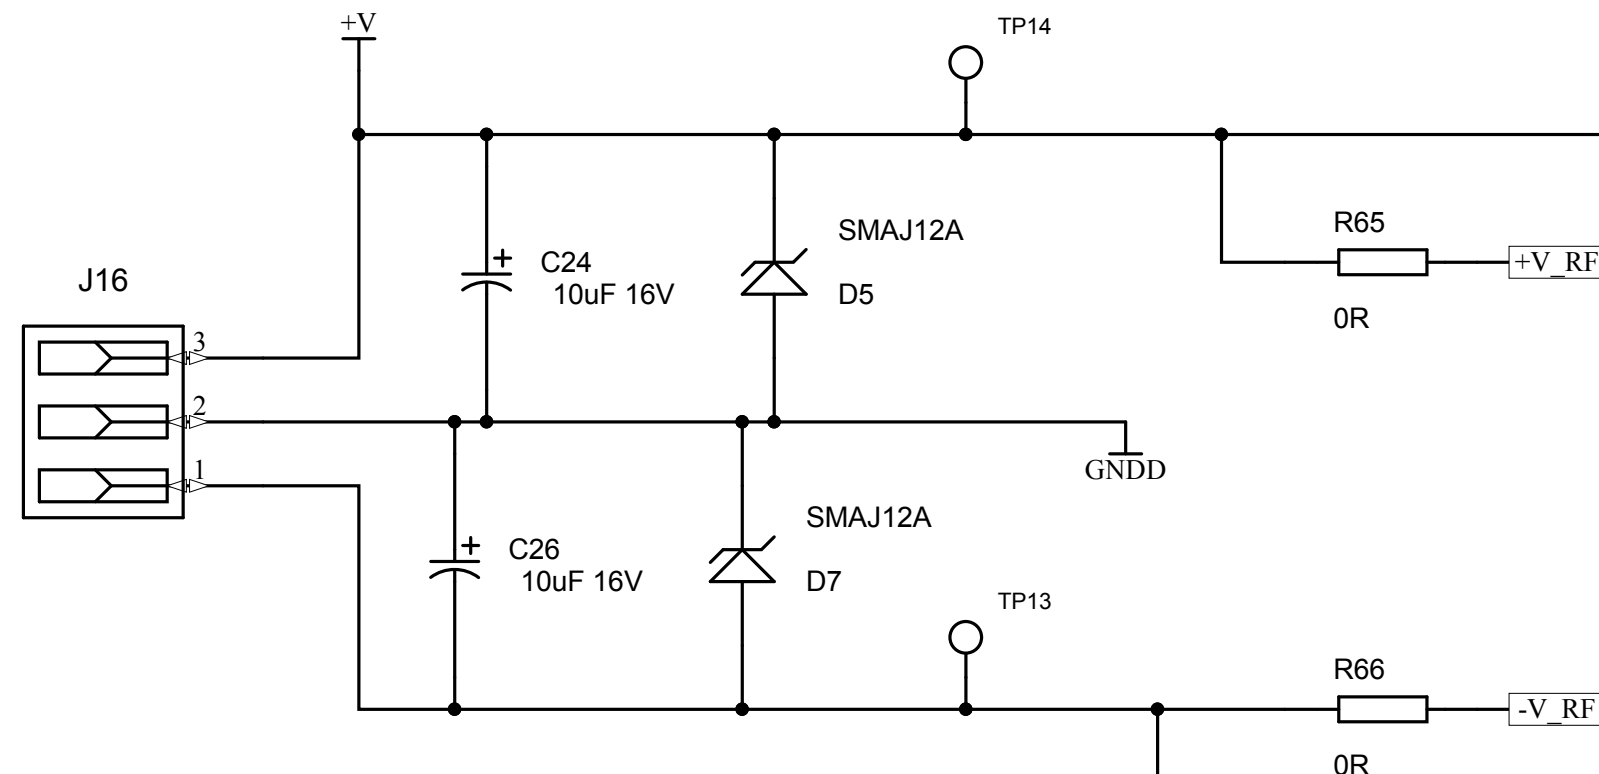 +V
TP14
SMAJ12A
R65
C24
+V_RF
10uF 16V
D5
J16
0R
3
2
1
GNDD
SMAJ12A
C26
10uF 16V
D7
TP13
R66
-V_RF
0R